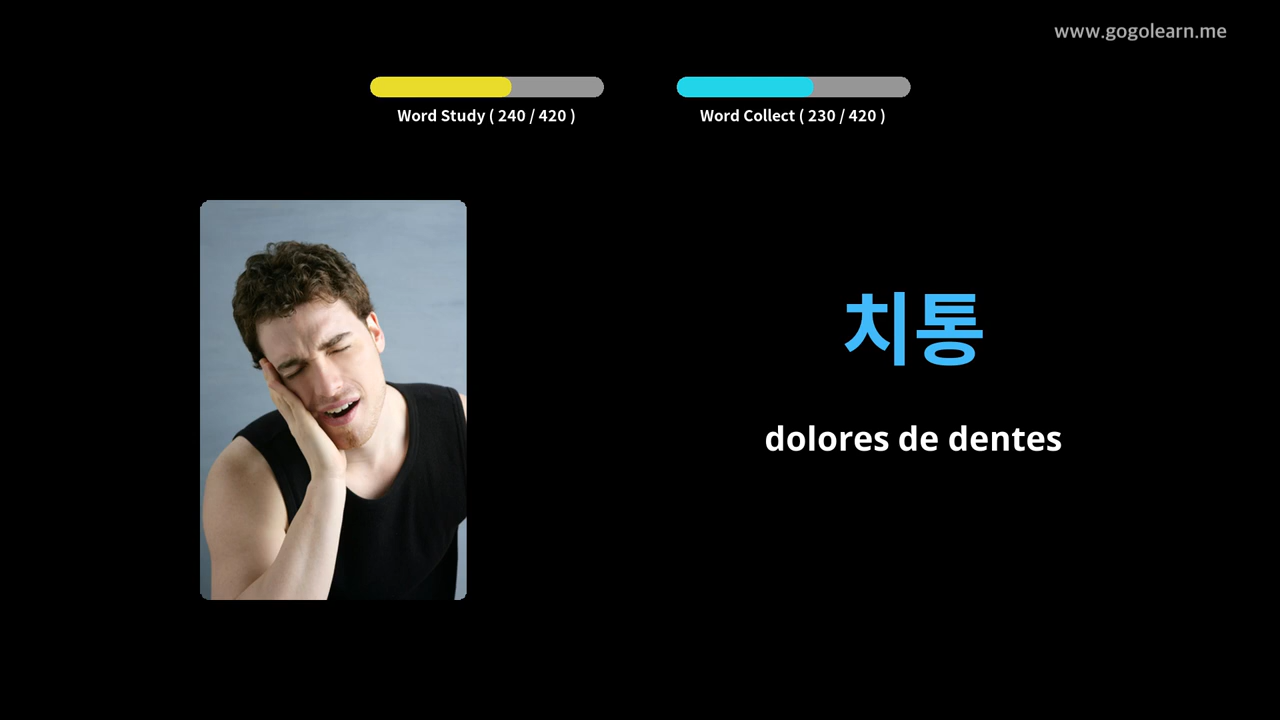 www.gogolearn.me
Word Study ( 240 / 420 )
Word Collect ( 230 / 420 )
치통
dolores de dentes